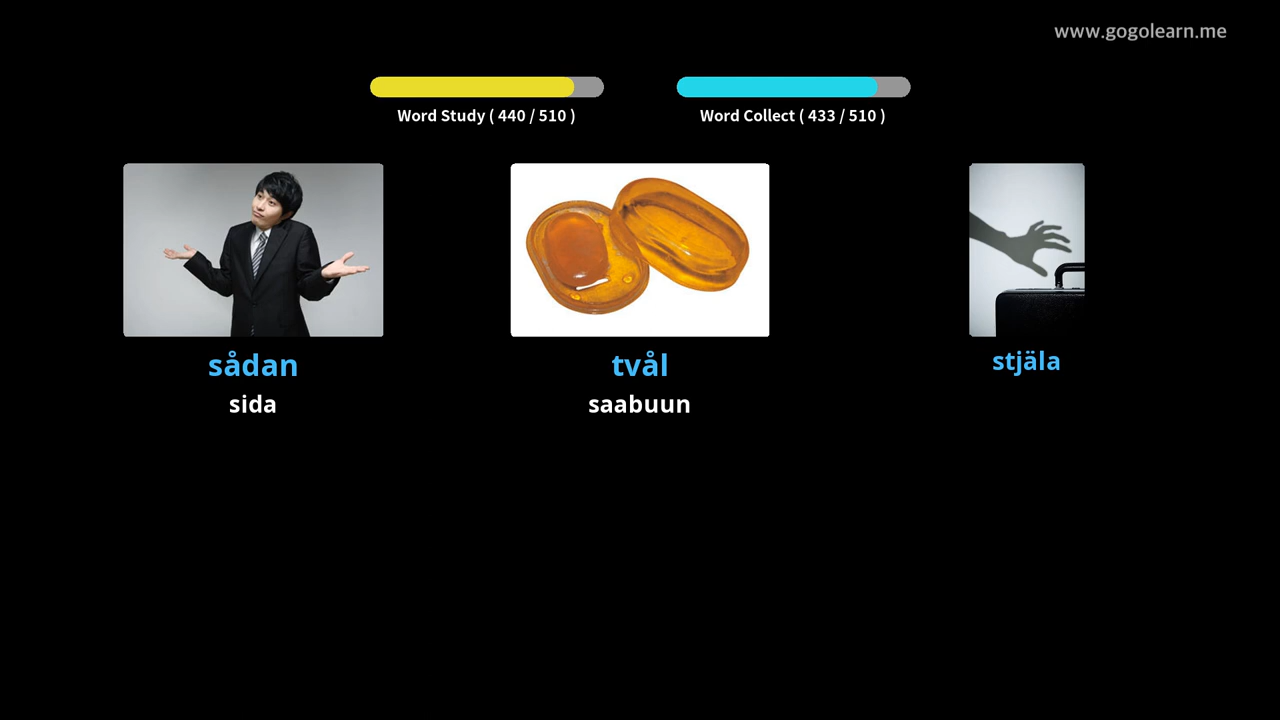 www.gogolearn.me
Word Study ( 440 / 510 )
Word Collect ( 433 / 510 )
sådan
sida
tvål
saabuun
stjäla